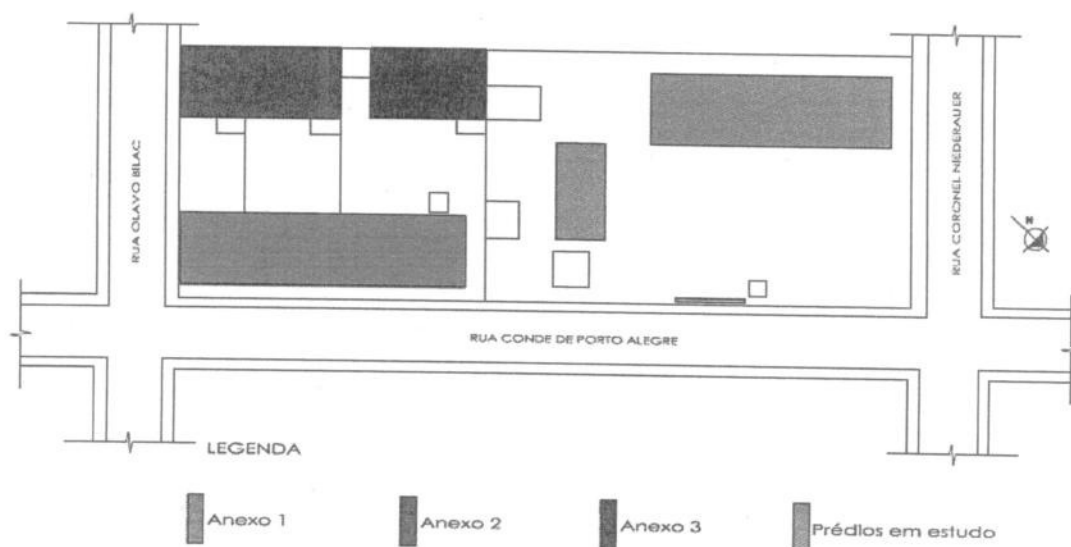 RUA OLAVO BILAC
RUA CORONEL NIEDERAUER
N
RUA CONDE DE PORTO ALEGRE
LEGENDA
Anexo 1
Anexo 2
Anexo 3
Prédios em estudo